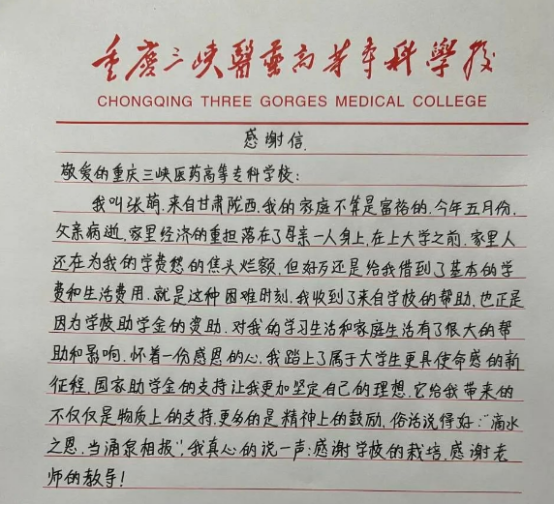 重慶三峡醫藥高等專科學校
CHONGQING THREE GORGES MEDICAL COLLEGE
感谢信.
敬爱的重庆三峡医药高等专科学校:
我叫张萌.来自甘肃陇西.我的家庭不算是富裕的.今年五月份.
父亲病逝.家里经济的重担落在了母亲一人身上.在上大学之前.家里人
还在为我的学费愁的焦头烂额.但好歹还是给我借到了基本的学
费和生活费用.就是这种困难时刻.我收到了来自学校的帮助.也正是
因为学校助学金的资助.对我的学习生活和家庭生活有了很大的帮
助和影响.怀着一份感恩的心.我踏上了属于大学生更具使命感的新
征程.国家助学金的支持让我更加坚定自己的理想.它给我带来的
不仅仅是物质上的支持.更多的是精神上的鼓励.俗话说得好:"滴水
之恩.当涌泉相报".我真心的说一声:感谢学校的栽培.感谢老
师的教导!